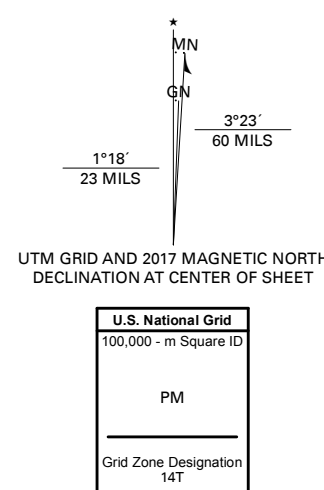 ★
MN
GN
3°23´
60 MILS
1°18´
23 MILS
UTM GRID AND 2017 MAGNETIC NORTH
DECLINATION AT CENTER OF SHEET
U.S. National Grid
100,000 - m Square ID
PM
Grid Zone Designation
14T